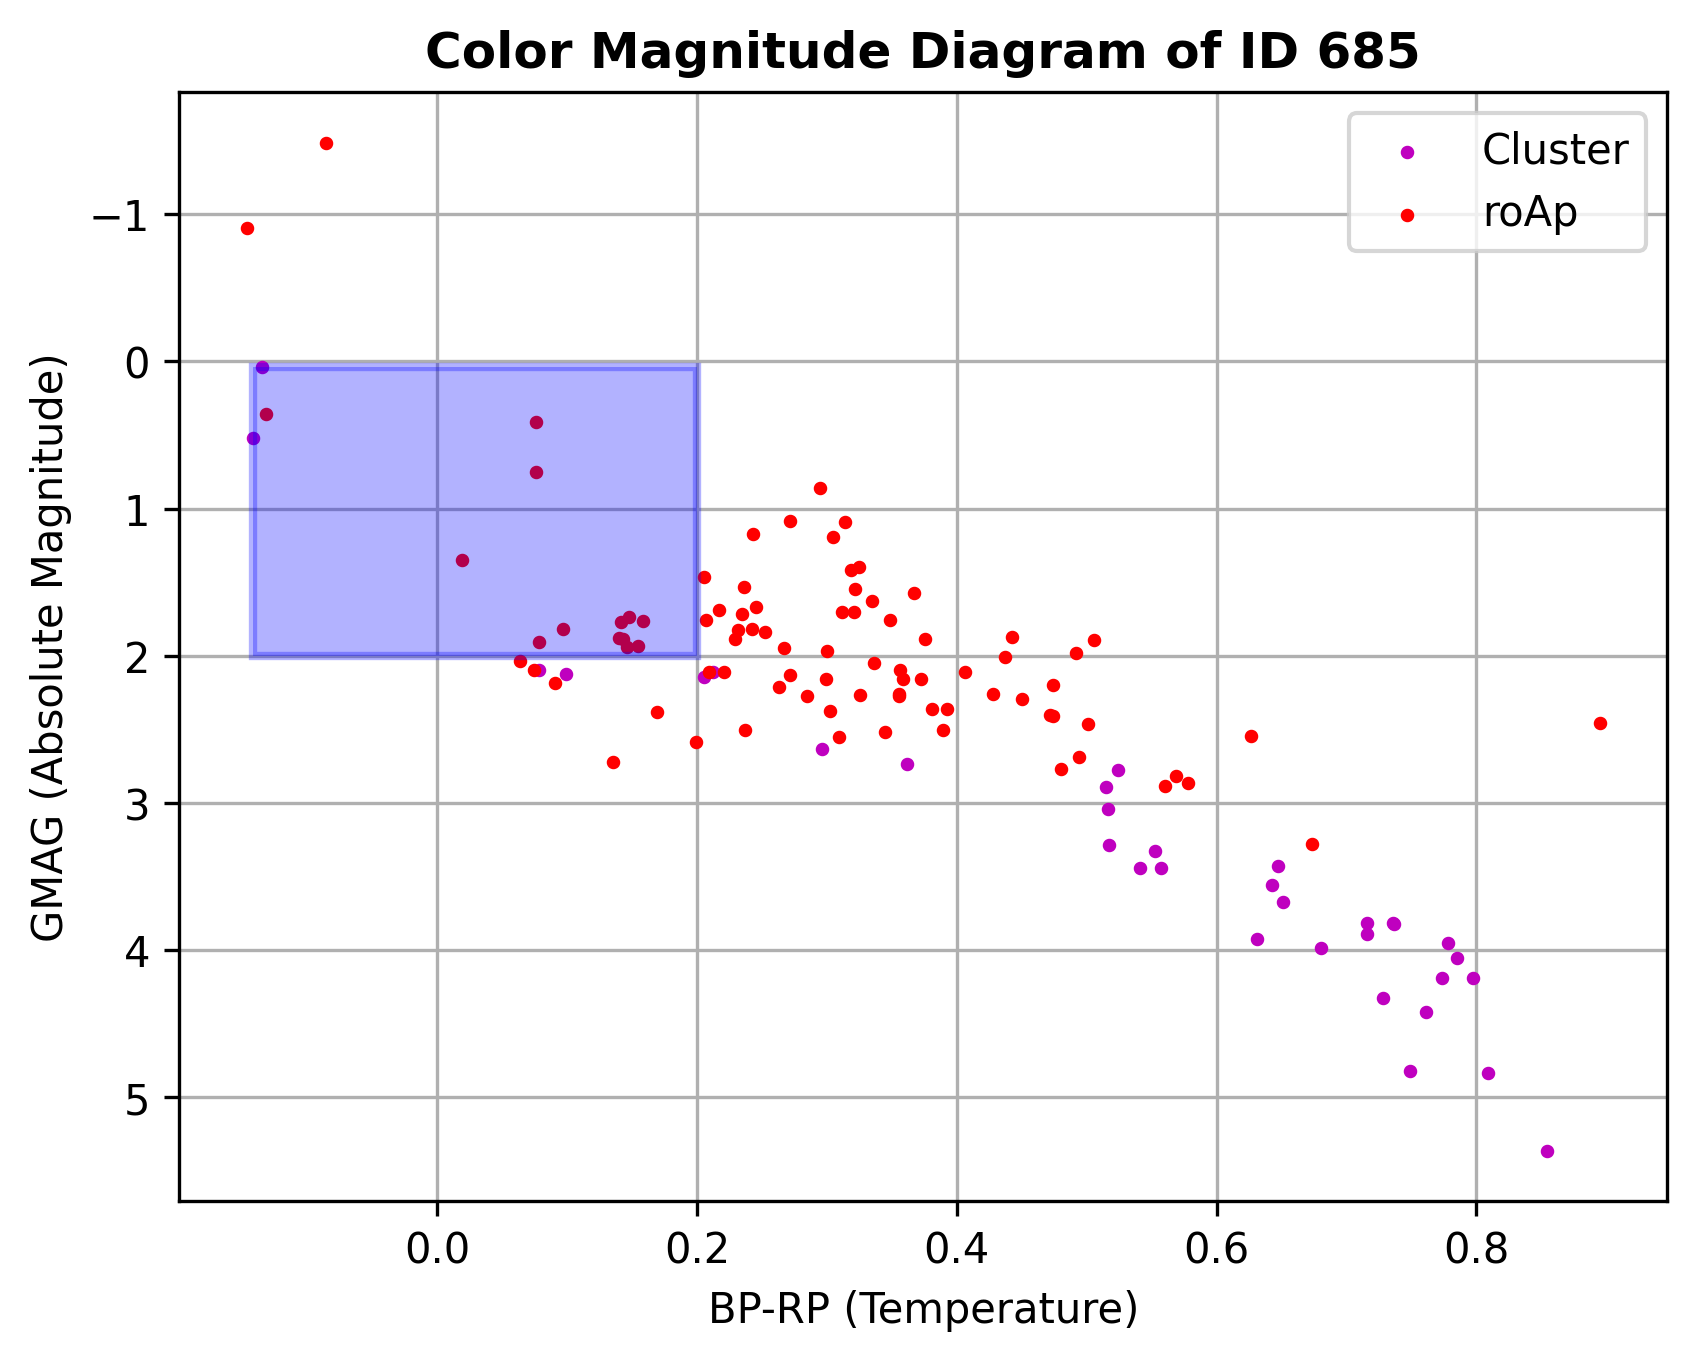 Color Magnitude Diagram of ID 685
Cluster
roAp
−1
0
1
2
3
4
5
GMAG (Absolute Magnitude)
0.0 0.2 0.4 0.6 0.8
BP-RP (Temperature)